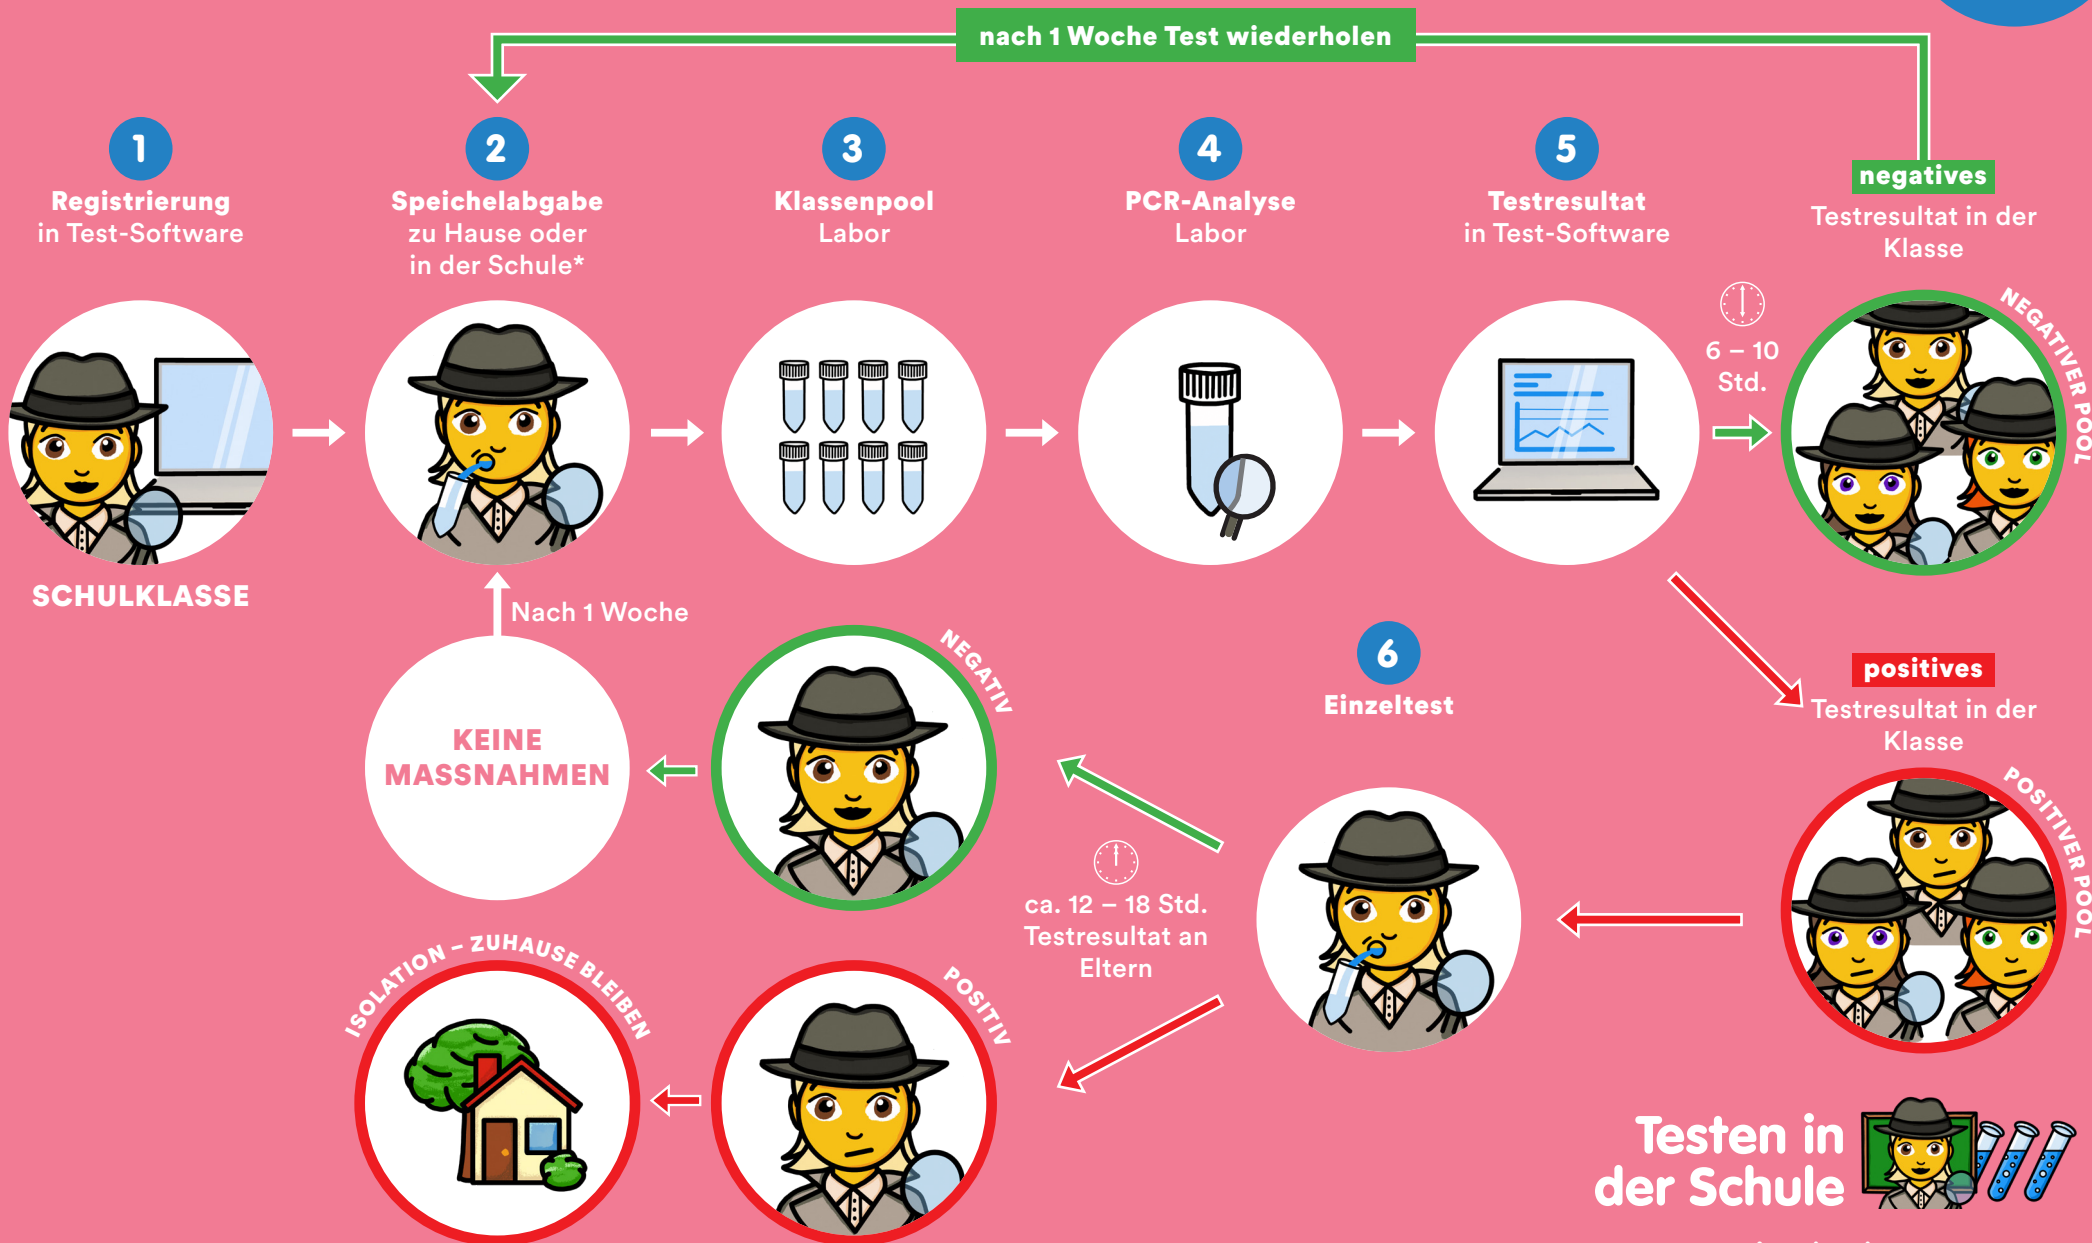 nach 1 Woche Test wiederholen
1
Registrierung
in Test-Software
2
Speichelabgabe
zu Hause oder
in der Schule*
3
Klassenpool
Labor
4
PCR-Analyse
Labor
5
Testresultat
in Test-Software
negatives
Testresultat in der
Klasse
6 – 10
Std.
NEGATIVER POOL
SCHULKLASSE
Nach 1 Woche
KEINE
MASSNAHMEN
NEGATIV
6
Einzeltest
positives
Testresultat in der
Klasse
POSITIVER POOL
ca. 12 – 18 Std.
Testresultat an
Eltern
ISOLATION – ZUHAUSE BLEIBEN
POSITIV
Testen in
der Schule